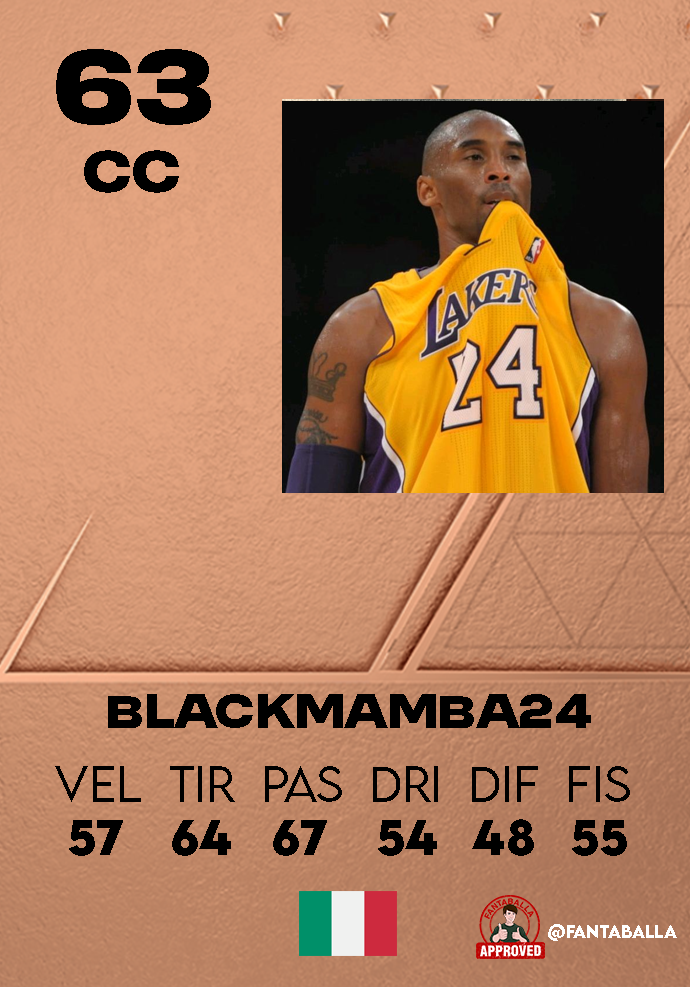 63
CC
LAKERS
24
BLACKMAMBA24
VEL TIR PAS DRI DIF FIS
57 64 67 54 48 55
FANTABALLA
APPROVED
@FANTABALLA